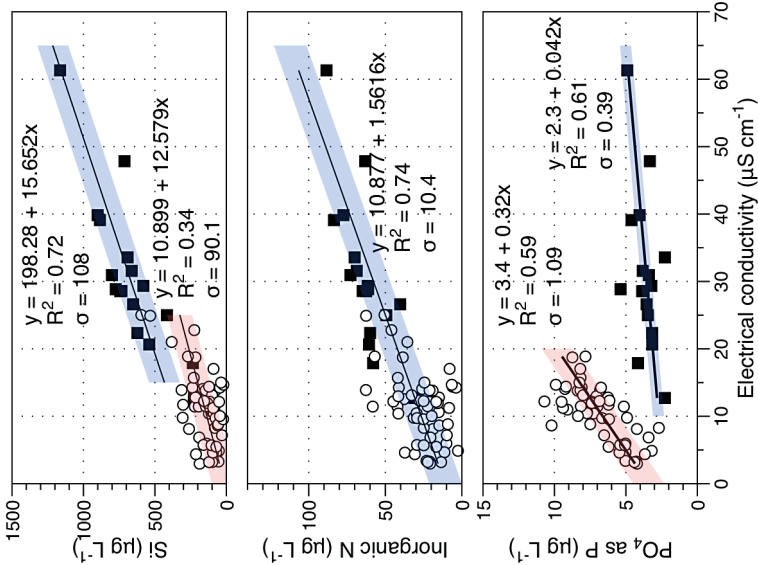 y = 198.28 + 15.652x
R2 = 0.72
σ = 108
y = 10.899 + 12.579x
R2 = 0.34
σ = 90.1
1500
1000
500
0
Si (µg L-1)
y = 10.877 + 1.5616x
R2 = 0.74
σ = 10.4
100
50
0
Inorganic N (µg L-1)
y = 3.4 + 0.32x
R2 = 0.59
σ = 1.09
y = 2.3 + 0.042x
R2 = 0.61
σ = 0.39
15
10
5
0
PO4 as P (µg L-1)
0 10 20 30 40 50 60 70
Electrical conductivity (µS cm-1)